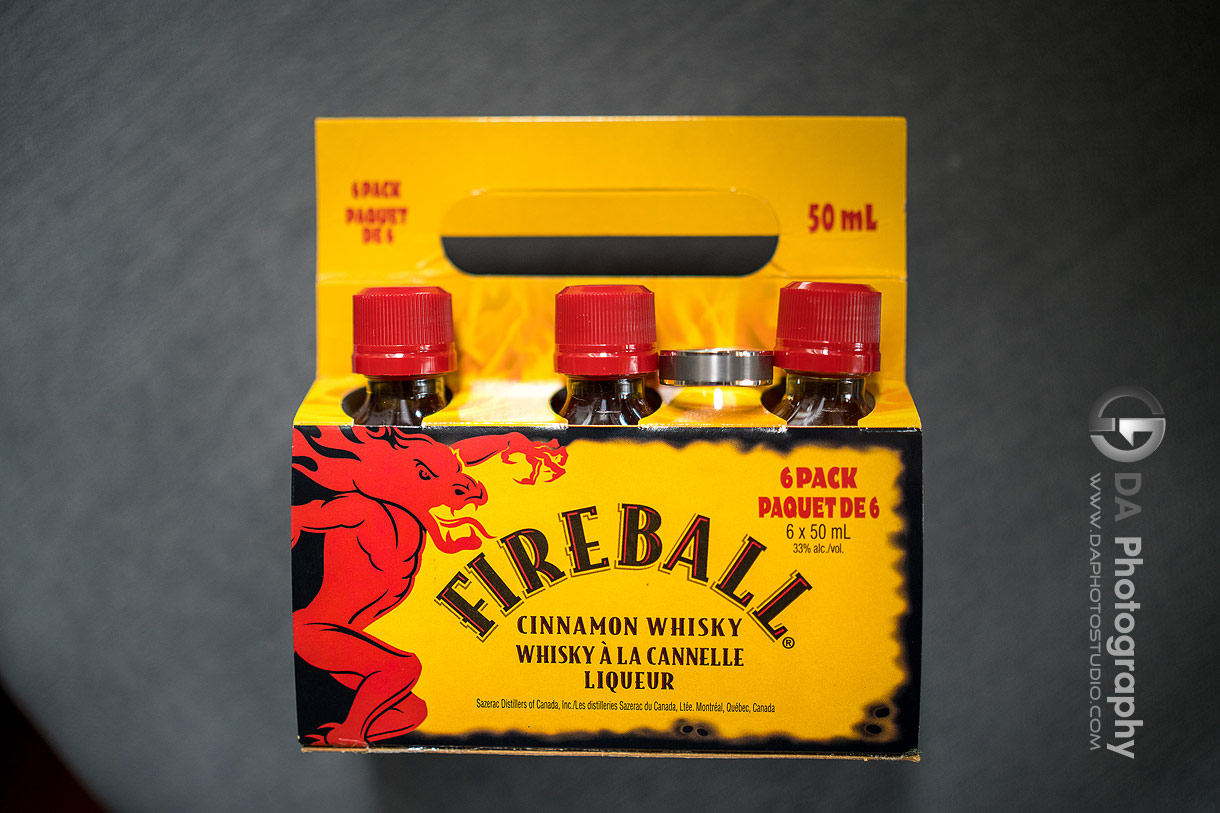 6 PACK
PAQUET
DE 6
50 mL
6 PACK
PAQUET DE 6
6 x 50 mL
33% alc./vol.
FIREBALL®
CINNAMON WHISKY
WHISKY À LA CANNELLE
LIQUEUR
Sazerac Distillers of Canada, Inc./Les distilleries Sazerac du Canada, Ltée. Montréal, Québec, Canada
DA Photography
WWW.DAPHOTOSTUDIO.COM